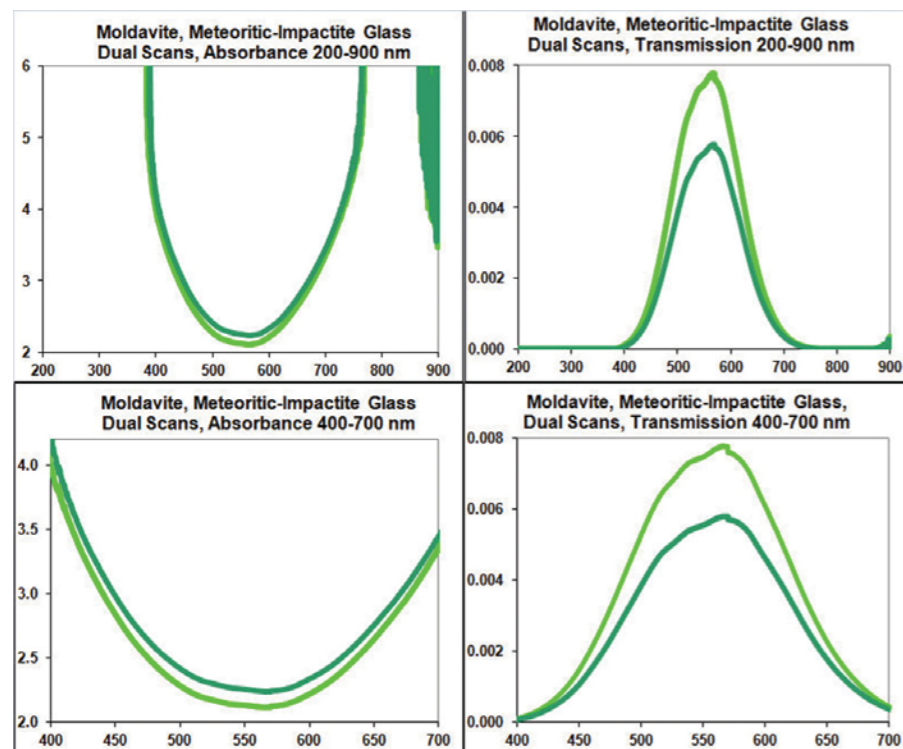 Moldavite, Meteoritic-Impactite Glass
Dual Scans, Absorbance 200-900 nm
6
5
4
3
2
200 300 400 500 600 700 800 900
Moldavite, Meteoritic-Impactite Glass,
Dual Scans, Transmission 200-900 nm
0.008
0.006
0.004
0.002
0.000
200 300 400 500 600 700 800 900
Moldavite, Meteoritic-Impactite Glass
Dual Scans, Absorbance 400-700 nm
4.0
3.5
3.0
2.5
2.0
400 450 500 550 600 650 700
Moldavite, Meteoritic-Impactite Glass,
Dual Scans, Transmission 400-700 nm
0.008
0.006
0.004
0.002
0.000
400 450 500 550 600 650 700